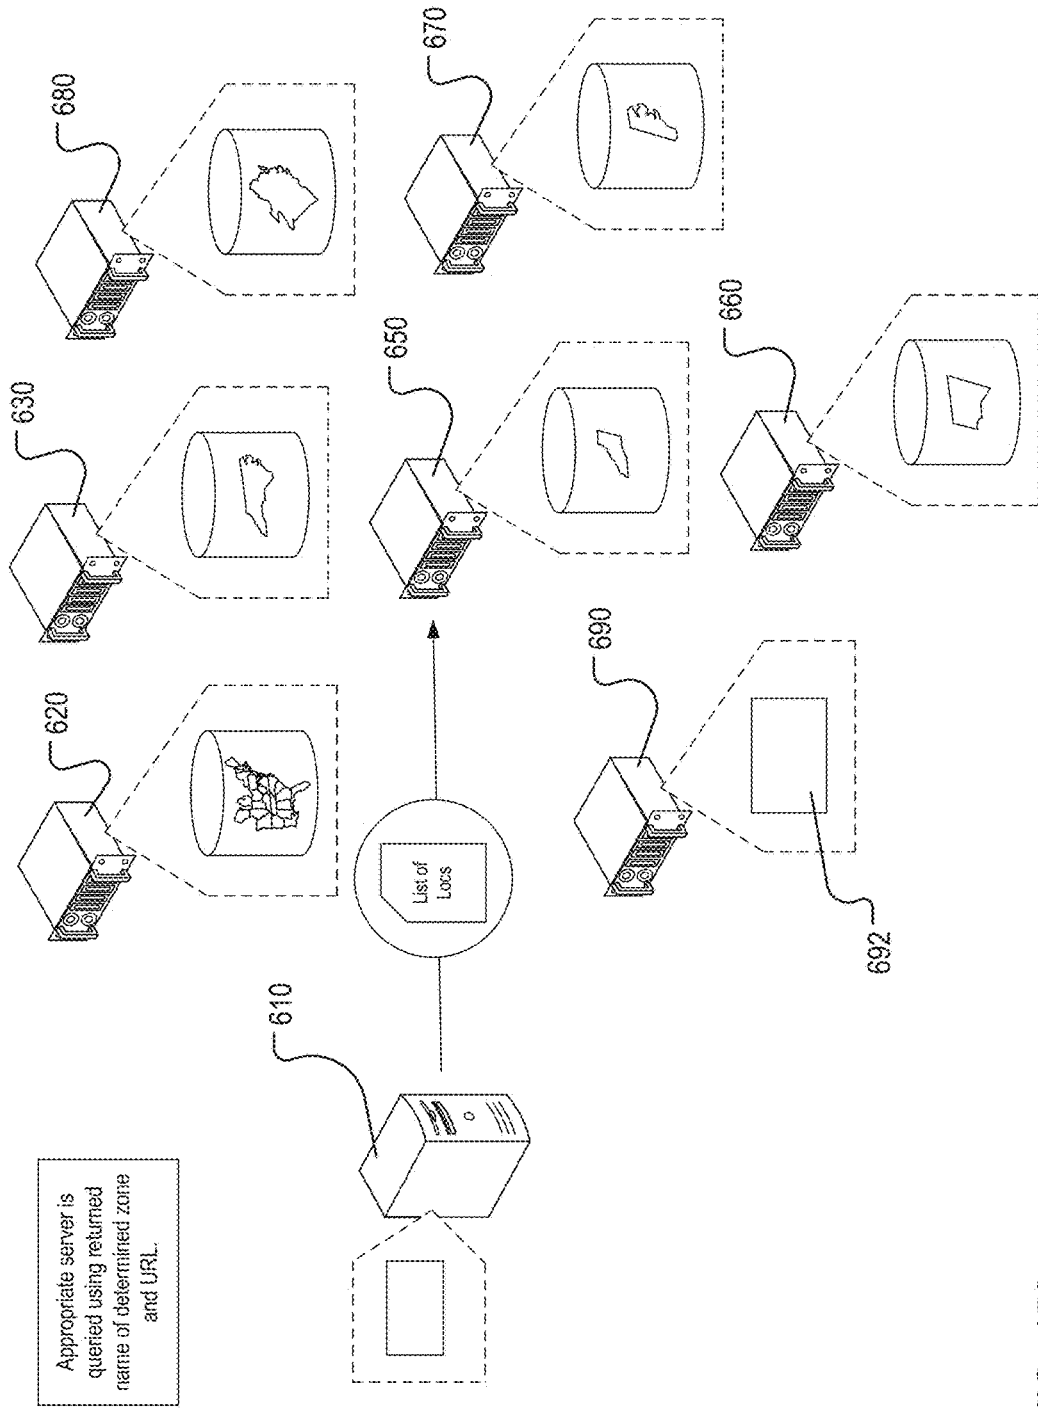 Appropriate server is
queried using returned
name of determined zone
and URL.
610
620
List of
Locs
630
680
650
670
690
692
660